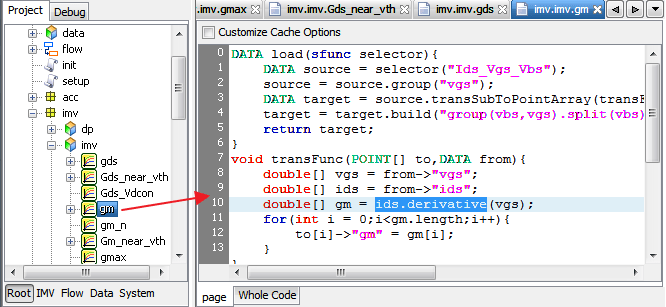 Project Debug
data
flow
init
setup
acc
imv
dp
imv
gds
Gds_near_vth
Gds_Vdcon
gm
gm_n
Gm_near_vth
gmax
Root IMV Flow Data System
.imv.gmax imv.imv.Gds_near_vth imv.imv.gds imv.imv.gm
Customize Cache Options
0 DATA load(sfunc selector){
1 DATA source = selector("Ids_Vgs_Vbs");
2 source = source.group("vgs");
3 DATA target = source.transSubToPointArray(transF
4 target = target.build("group(vbs,vgs).split(vbs)
5 return target;
6 }
7 void transFunc(POINT[] to,DATA from){
8 double[] vgs = from->"vgs";
9 double[] ids = from->"ids";
10 double[] gm = ids.derivative(vgs);
11 for(int i = 0;i<gm.length;i++){
12 to[i]->"gm" = gm[i];
13 }
page Whole Code